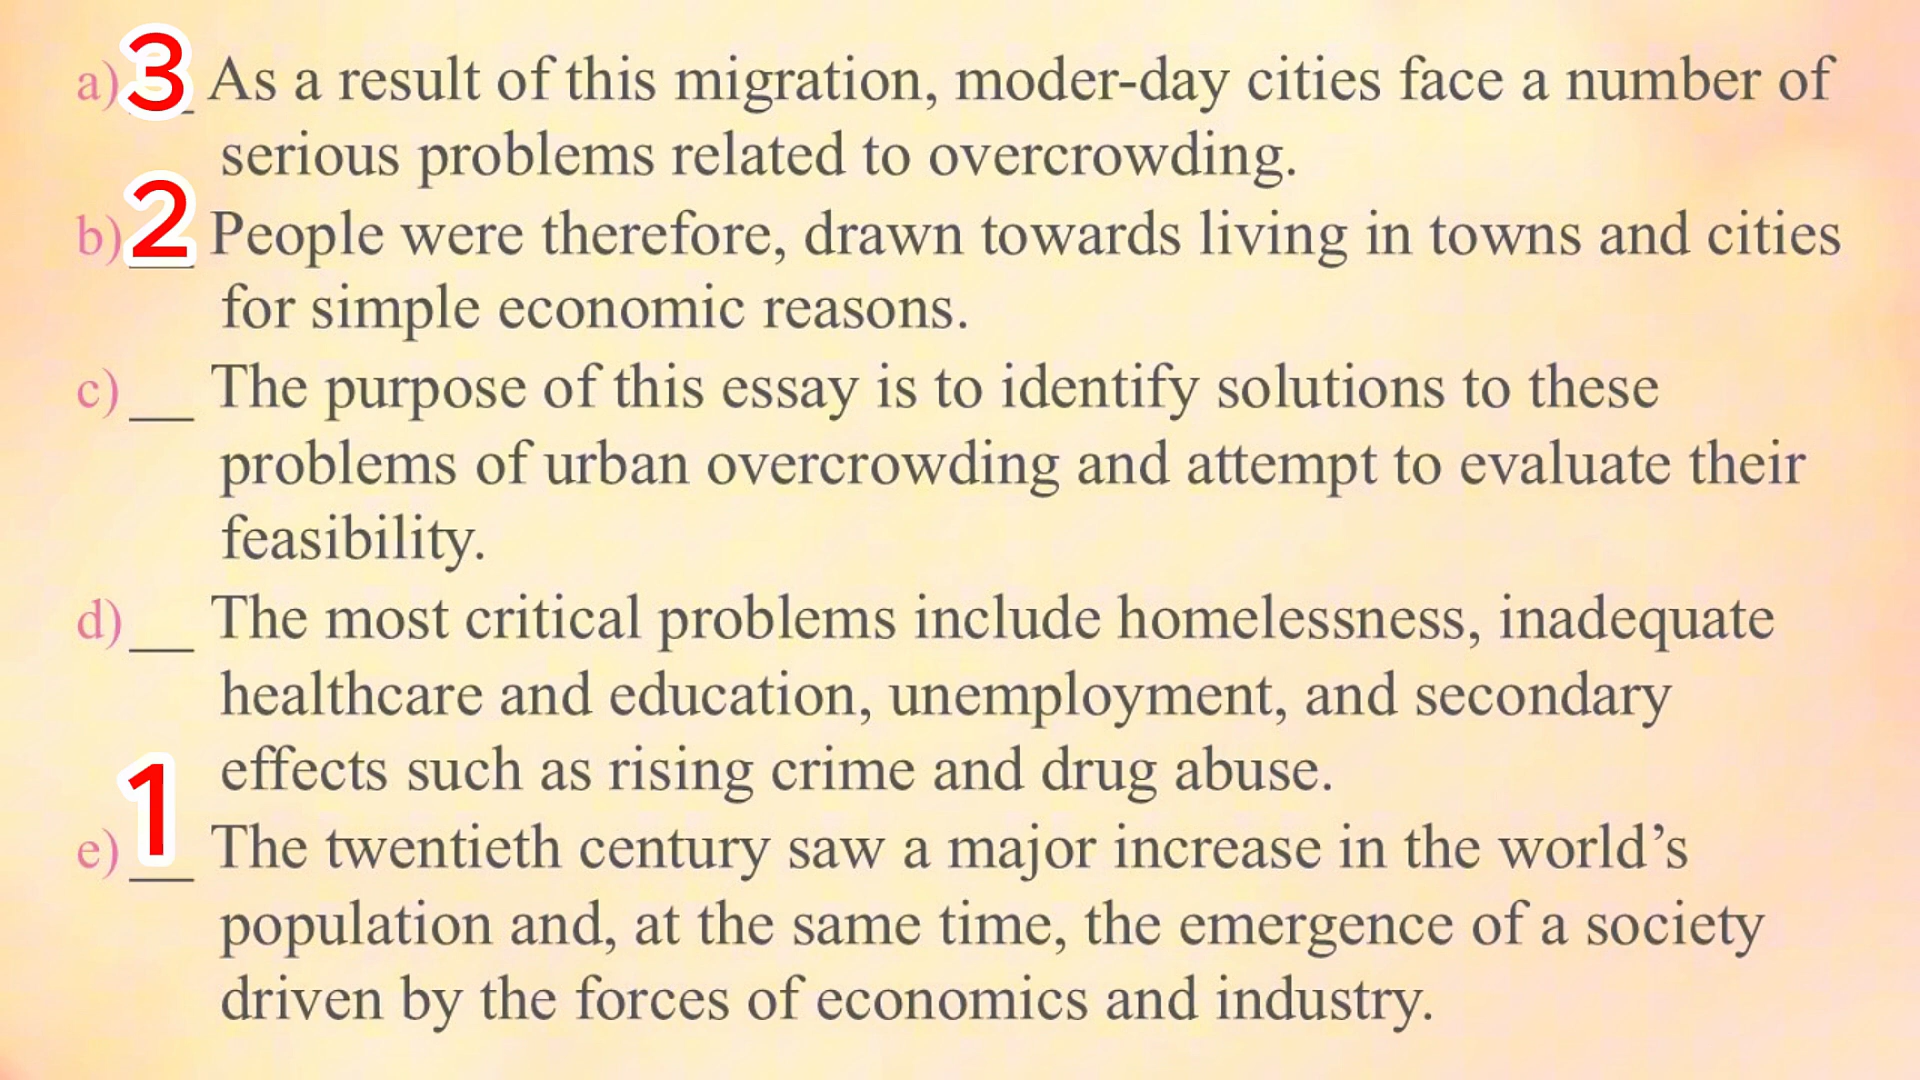 a) 3 As a result of this migration, moder-day cities face a number of
serious problems related to overcrowding.
b) 2 People were therefore, drawn towards living in towns and cities
for simple economic reasons.
c) __ The purpose of this essay is to identify solutions to these
problems of urban overcrowding and attempt to evaluate their
feasibility.
d) __ The most critical problems include homelessness, inadequate
healthcare and education, unemployment, and secondary
effects such as rising crime and drug abuse.
e) 1 The twentieth century saw a major increase in the world’s
population and, at the same time, the emergence of a society
driven by the forces of economics and industry.